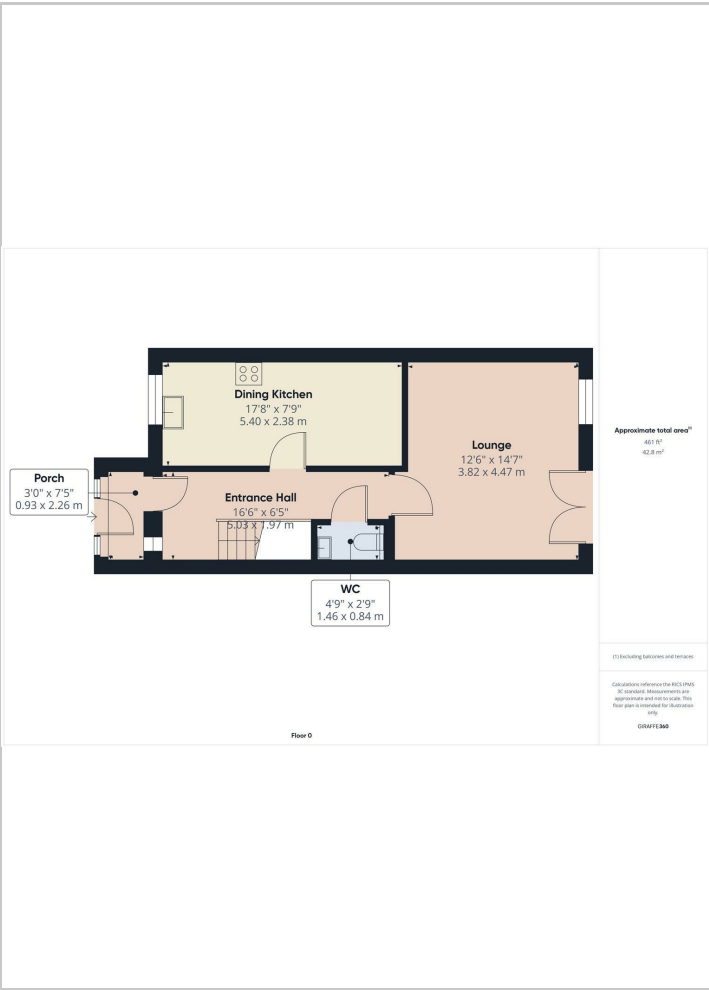 Dining Kitchen
17'8" x 7'9"
5.40 x 2.38 m
Lounge
12'6" x 14'7"
3.82 x 4.47 m
Porch
3'0" x 7'5"
0.93 x 2.26 m
Entrance Hall
16'6" x 6'5"
5.03 x 1.97 m
WC
4'9" x 2'9"
1.46 x 0.84 m
Floor 0
Approximate total area⁽¹⁾
461 ft²
42.8 m²
(1) Excluding balconies and terraces
Calculations reference the RICS IPMS
3C standard. Measurements are
approximate and not to scale. This
floor plan is intended for illustration
only.
GIRAFFE360